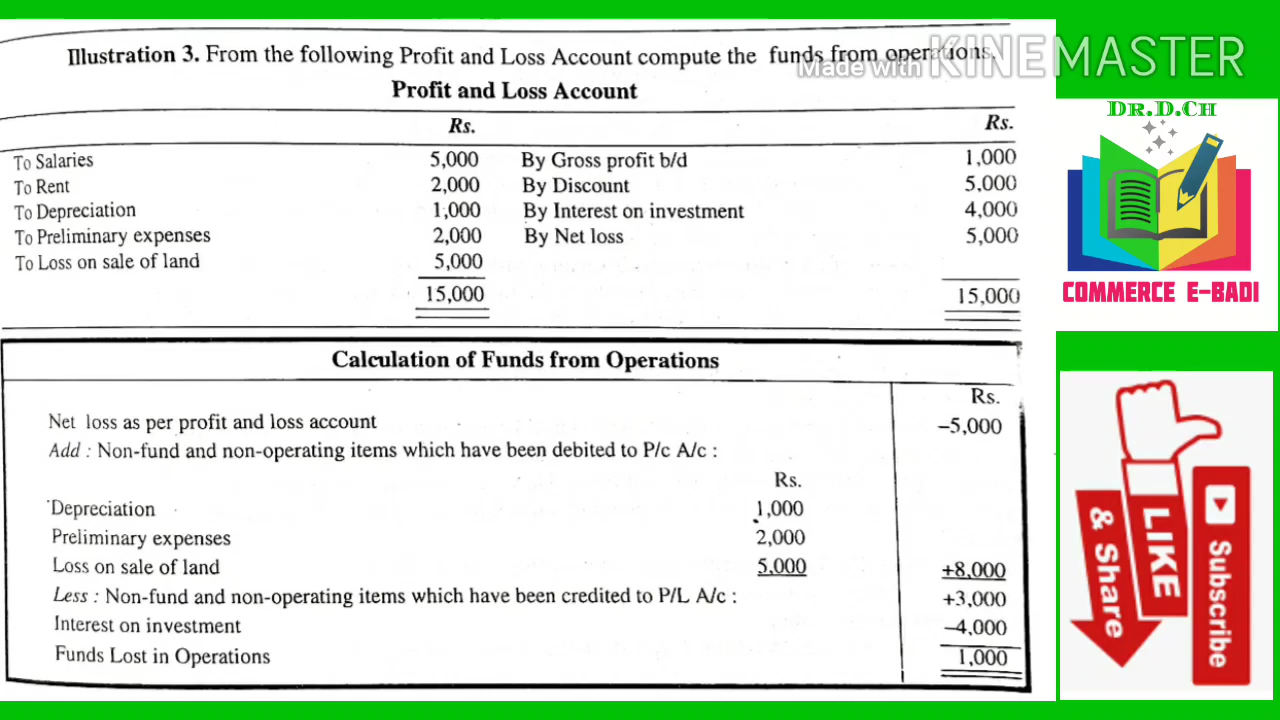 Illustration 3. From the following Profit and Loss Account compute the funds from operations.
Made with KINEMASTER
Profit and Loss Account
Rs. Rs.
To Salaries 5,000 By Gross profit b/d 1,000
To Rent 2,000 By Discount 5,000
To Depreciation 1,000 By Interest on investment 4,000
To Preliminary expenses 2,000 By Net loss 5,000
To Loss on sale of land 5,000
15,000 15,000
Calculation of Funds from Operations
Rs.
Net loss as per profit and loss account –5,000
Add : Non-fund and non-operating items which have been debited to P/c A/c :
Rs.
Depreciation 1,000
Preliminary expenses 2,000
Loss on sale of land 5,000 +8,000
Less : Non-fund and non-operating items which have been credited to P/L A/c : +3,000
Interest on investment –4,000
Funds Lost in Operations 1,000
DR.D.CH
COMMERCE E-BADI
& Share
LIKE
Subscribe